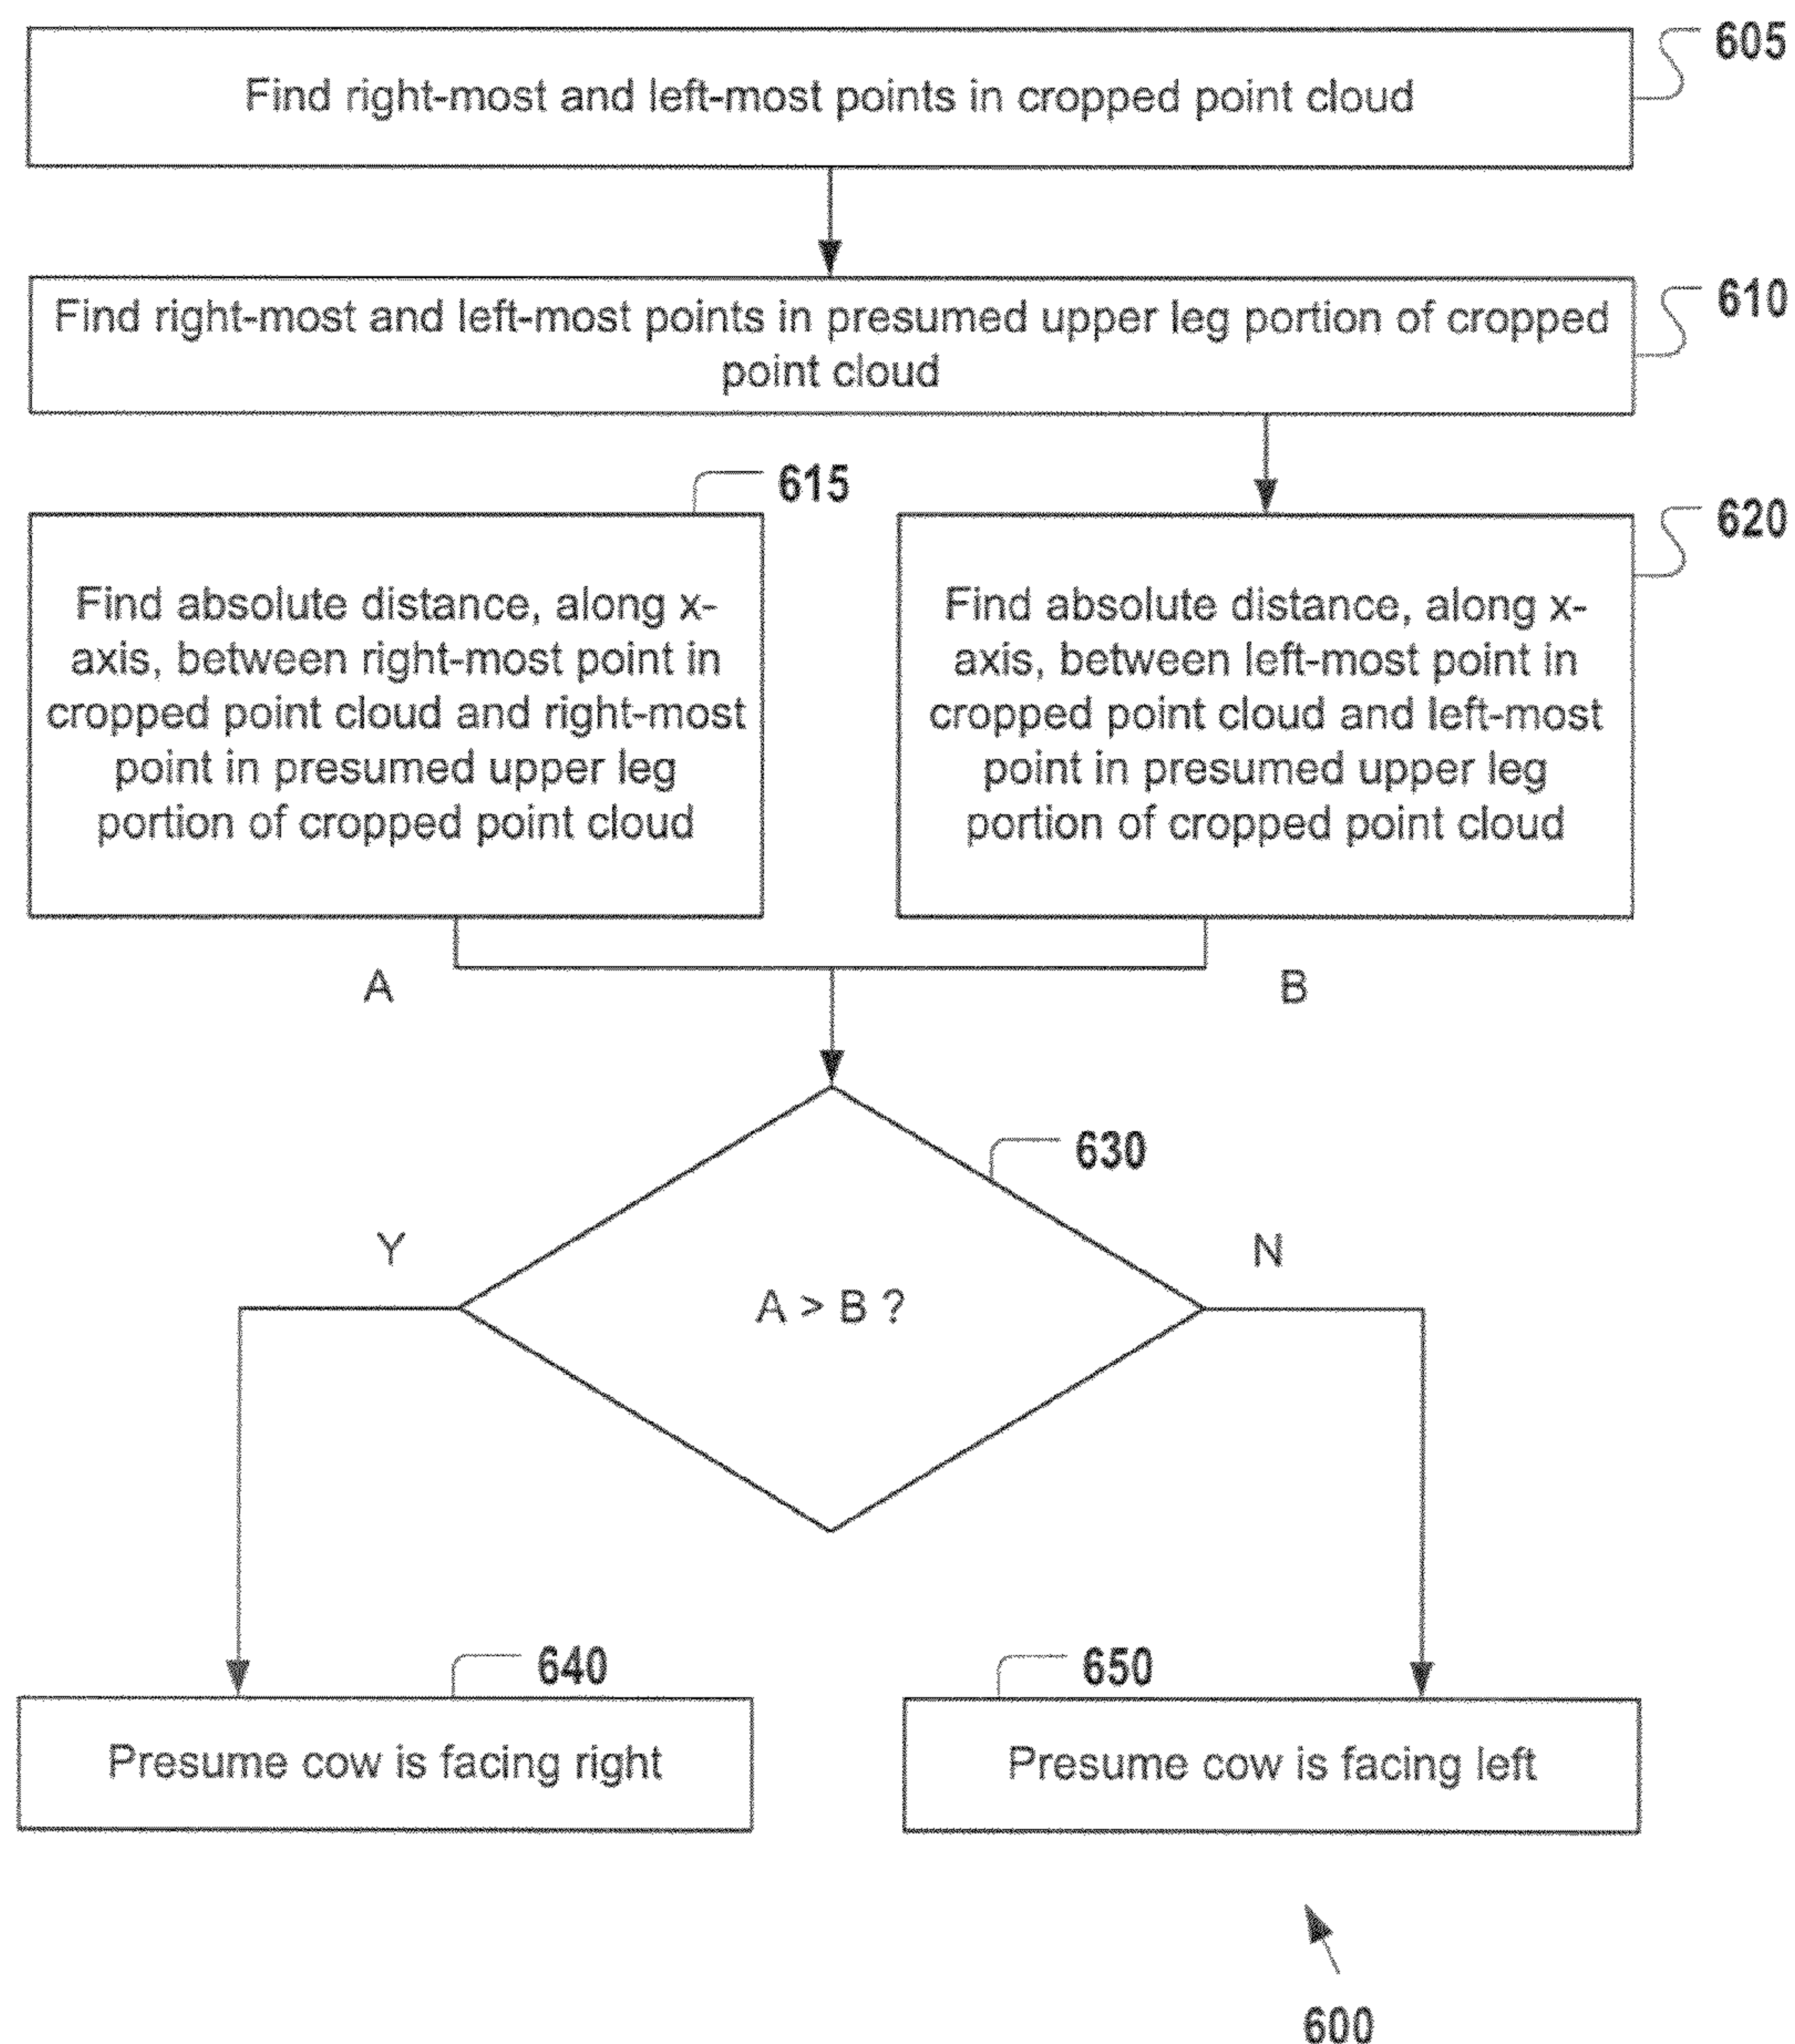 605
Find right-most and left-most points in cropped point cloud
610
Find right-most and left-most points in presumed upper leg portion of cropped
point cloud
615
Find absolute distance, along x-
axis, between right-most point in
cropped point cloud and right-most
point in presumed upper leg
portion of cropped point cloud
620
Find absolute distance, along x-
axis, between left-most point in
cropped point cloud and left-most
point in presumed upper leg
portion of cropped point cloud
A
B
630
Y
N
A > B ?
640
Presume cow is facing right
650
Presume cow is facing left
600